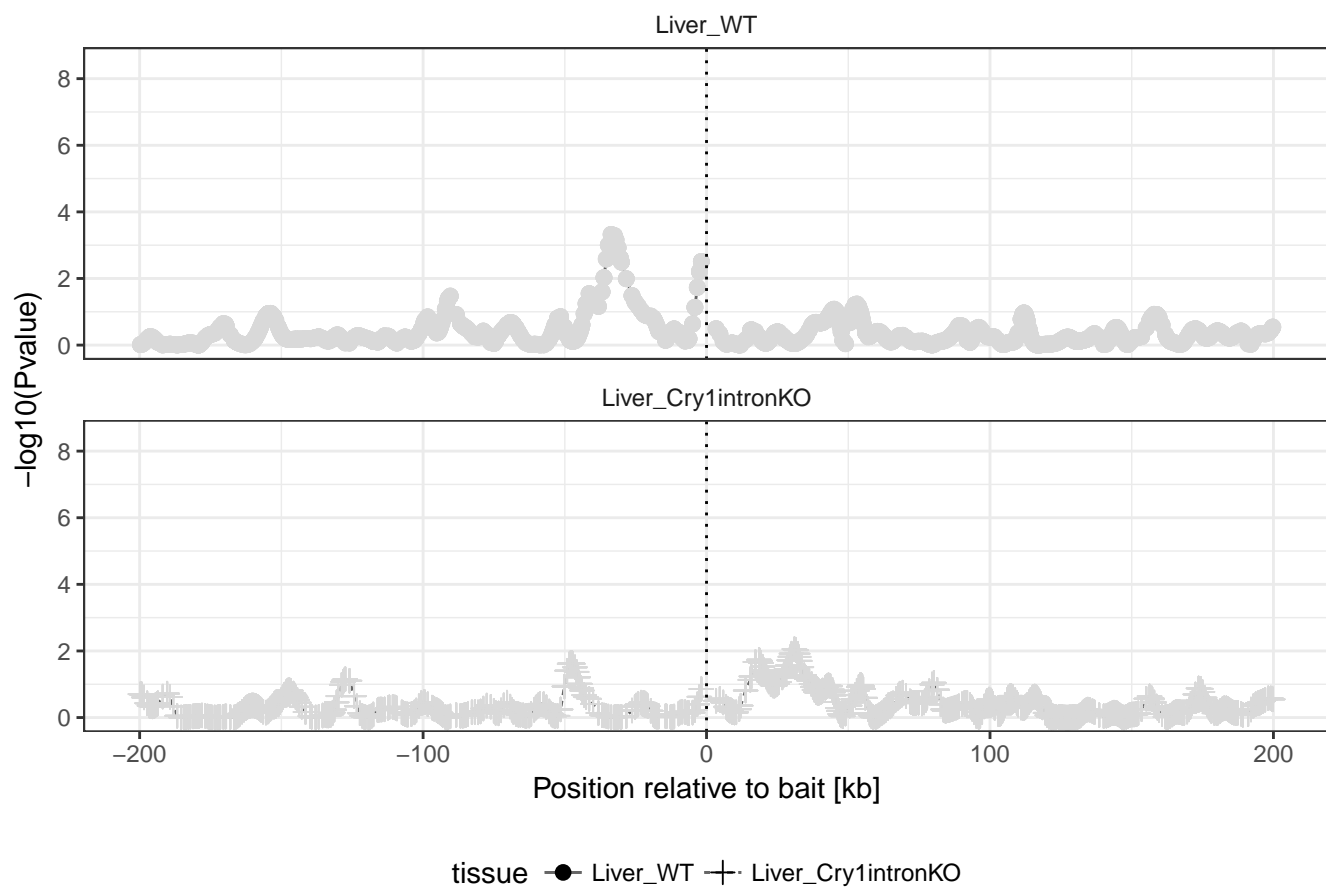 Liver_WT
8
6
4
2
0
Liver_Cry1intronKO
8
6
4
2
0
−log10(Pvalue)
−200 −100 0 100 200
Position relative to bait [kb]
tissue Liver_WT Liver_Cry1intronKO